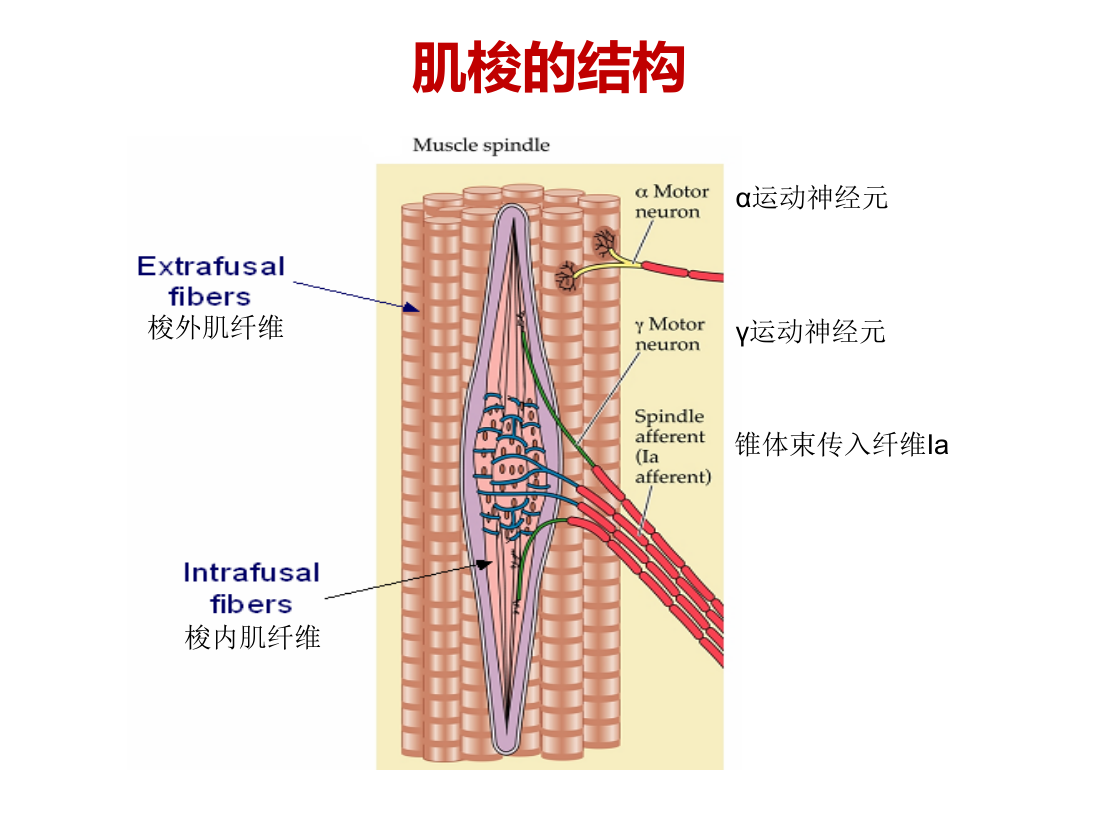 肌梭的结构
Muscle spindle
α Motor
neuron
α运动神经元
Extrafusal
fibers
梭外肌纤维
γ Motor
neuron
γ运动神经元
Spindle
afferent
(Ia
afferent)
锥体束传入纤维Ia
Intrafusal
fibers
梭内肌纤维